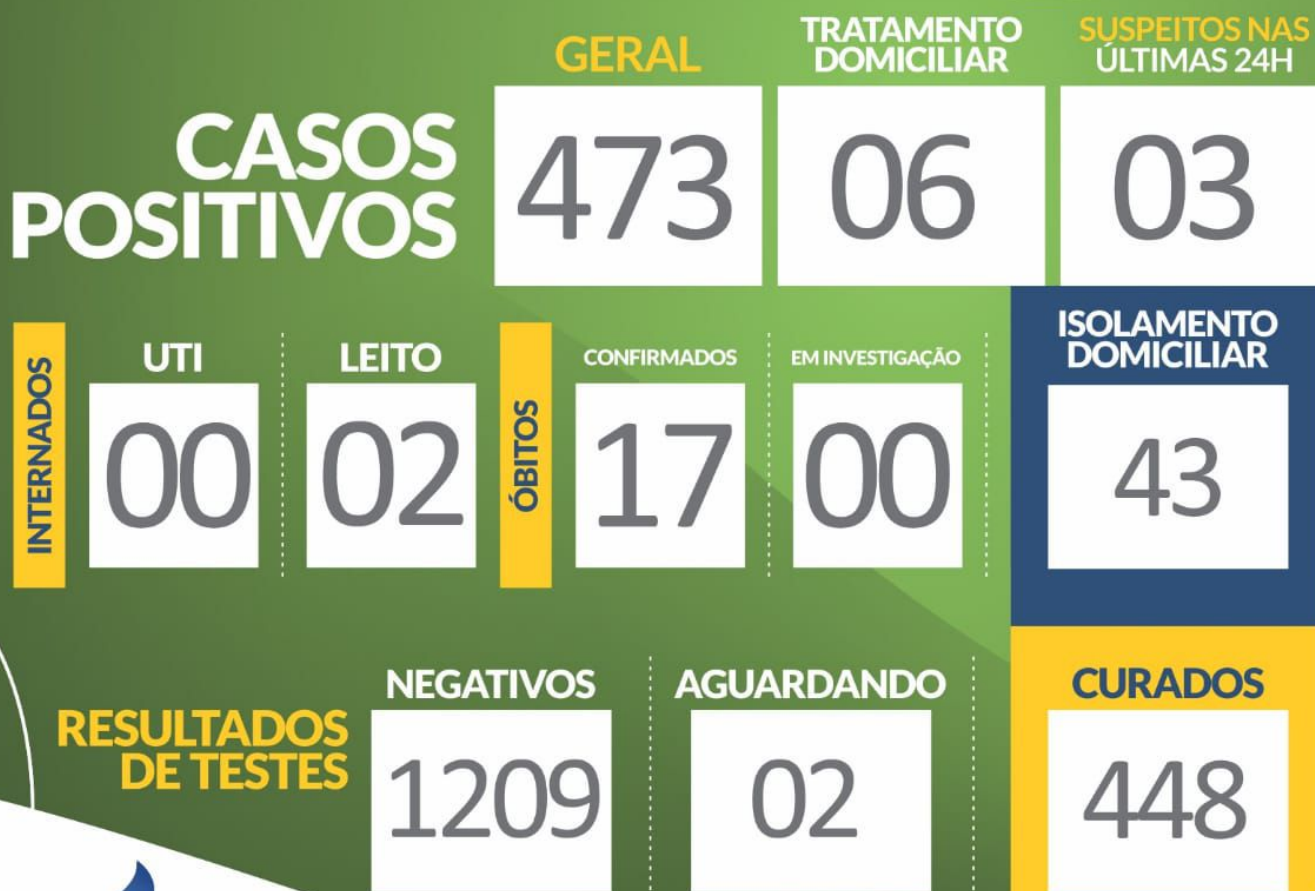 CASOS
POSITIVOS
GERAL
473
TRATAMENTO
DOMICILIAR
06
SUSPEITOS NAS
ÚLTIMAS 24H
03
INTERNADOS
UTI
00
LEITO
02
ÓBITOS
CONFIRMADOS
17
EM INVESTIGAÇÃO
00
ISOLAMENTO
DOMICILIAR
43
RESULTADOS
DE TESTES
NEGATIVOS
1209
AGUARDANDO
02
CURADOS
448